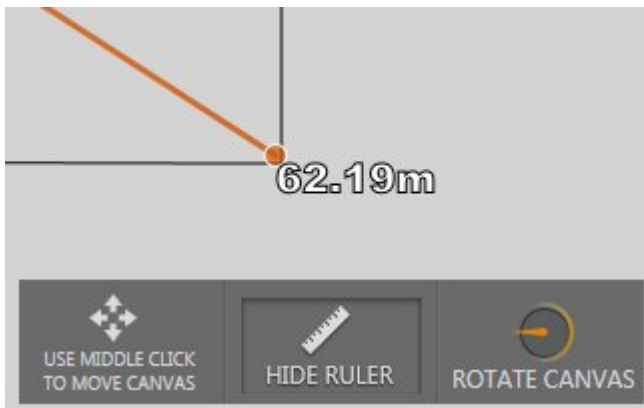 62.19m
USE MIDDLE CLICK
TO MOVE CANVAS
HIDE RULER
ROTATE CANVAS